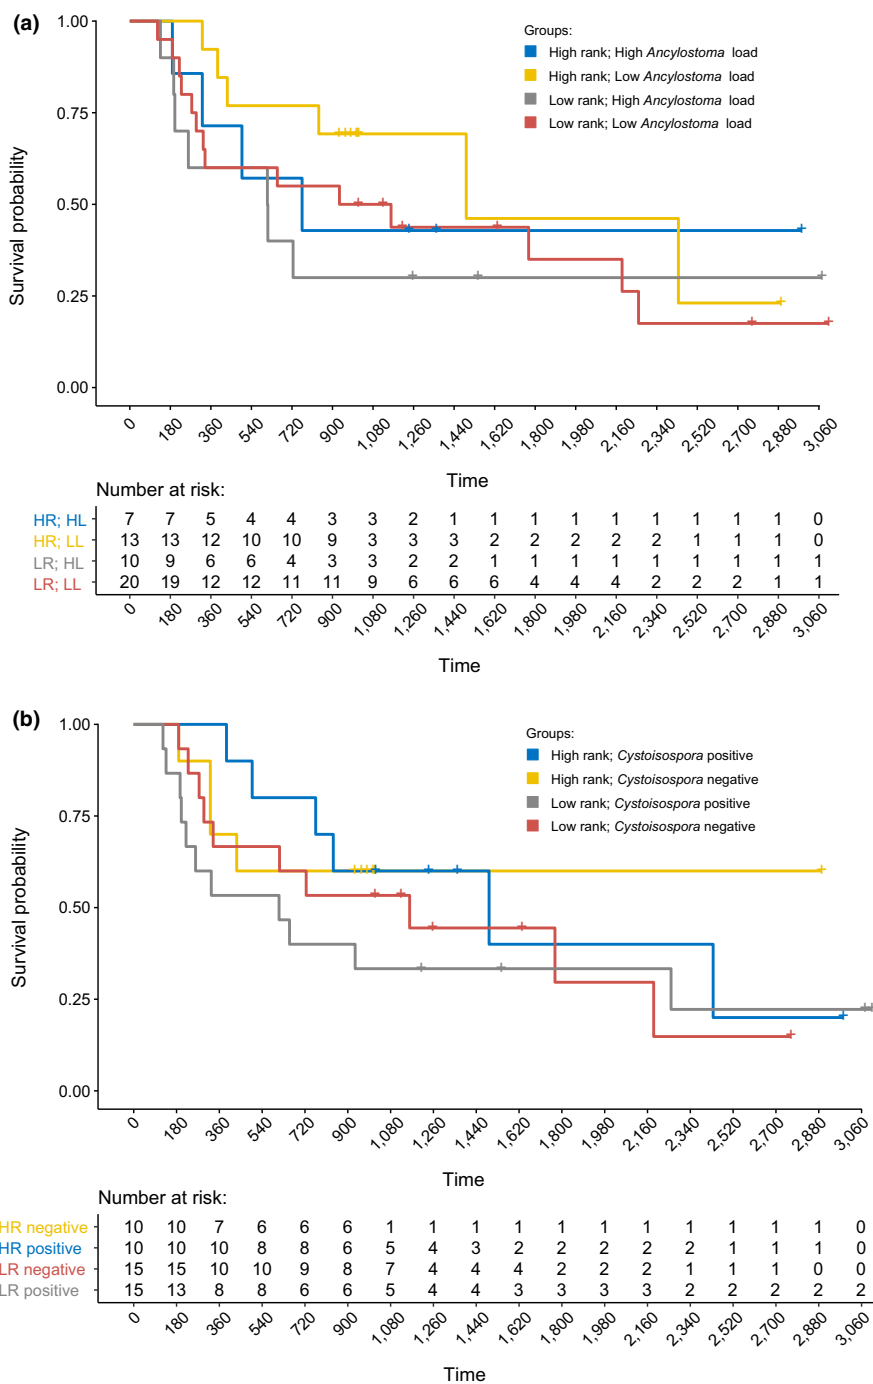 (a)
Survival probability
1.00
0.75
0.50
0.25
0.00
Groups:
High rank; High Ancylostoma load
High rank; Low Ancylostoma load
Low rank; High Ancylostoma load
Low rank; Low Ancylostoma load
0 180 360 540 720 900 1,080 1,260 1,440 1,620 1,800 1,980 2,160 2,340 2,520 2,700 2,880 3,060
Time
Number at risk:
HR; HL 7 7 5 4 4 3 3 2 1 1 1 1 1 1 1 1 1 0
HR; LL 13 13 12 10 10 9 3 3 3 2 2 2 2 2 1 1 1 0
LR; HL 10 9 6 6 4 3 3 2 2 1 1 1 1 1 1 1 1 1
LR; LL 20 19 12 12 11 11 9 6 6 6 4 4 4 2 2 2 1 1
0 180 360 540 720 900 1,080 1,260 1,440 1,620 1,800 1,980 2,160 2,340 2,520 2,700 2,880 3,060
Time
(b)
Survival probability
1.00
0.75
0.50
0.25
0.00
Groups:
High rank; Cystoisospora positive
High rank; Cystoisospora negative
Low rank; Cystoisospora positive
Low rank; Cystoisospora negative
0 180 360 540 720 900 1,080 1,260 1,440 1,620 1,800 1,980 2,160 2,340 2,520 2,700 2,880 3,060
Time
Number at risk:
HR negative 10 10 7 6 6 6 1 1 1 1 1 1 1 1 1 1 1 0
HR positive 10 10 10 8 8 6 5 4 3 2 2 2 2 2 1 1 1 0
LR negative 15 15 10 10 9 8 7 4 4 4 2 2 2 1 1 1 0 0
LR positive 15 13 8 8 6 6 5 4 4 3 3 3 3 2 2 2 2 2
0 180 360 540 720 900 1,080 1,260 1,440 1,620 1,800 1,980 2,160 2,340 2,520 2,700 2,880 3,060
Time